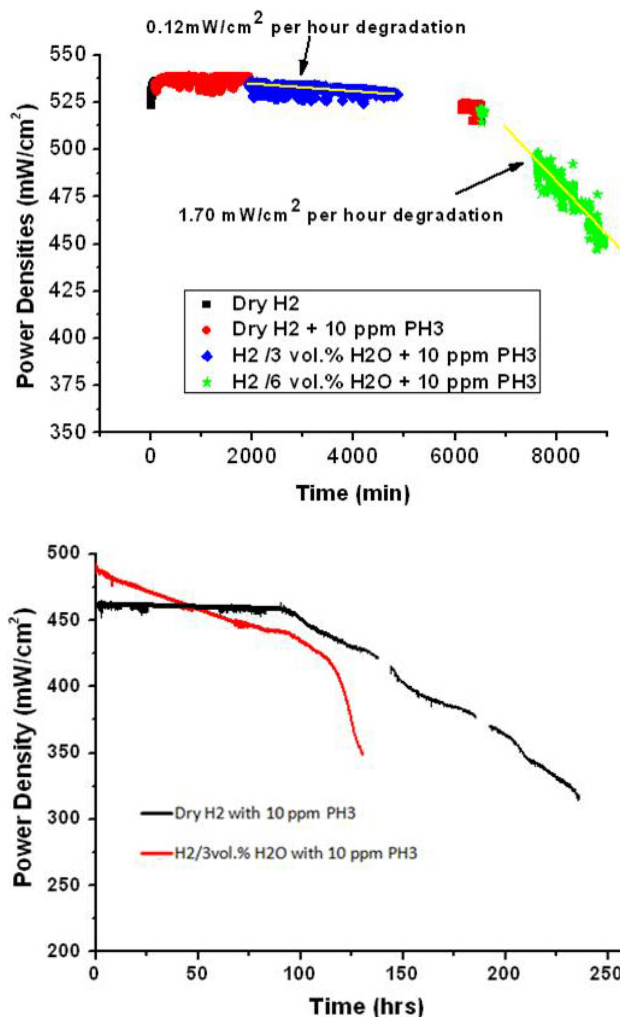 0.12mW/cm2 per hour degradation
550
525
500
475
450
425
400
375
350
Power Densities (mW/cm2)
1.70 mW/cm2 per hour degradation
Dry H2
Dry H2 + 10 ppm PH3
H2 /3 vol.% H2O + 10 ppm PH3
H2 /6 vol.% H2O + 10 ppm PH3
0 2000 4000 6000 8000
Time (min)
500
450
400
350
300
250
200
Power Density (mW/cm2)
Dry H2 with 10 ppm PH3
H2/3vol.% H2O with 10 ppm PH3
0 50 100 150 200 250
Time (hrs)